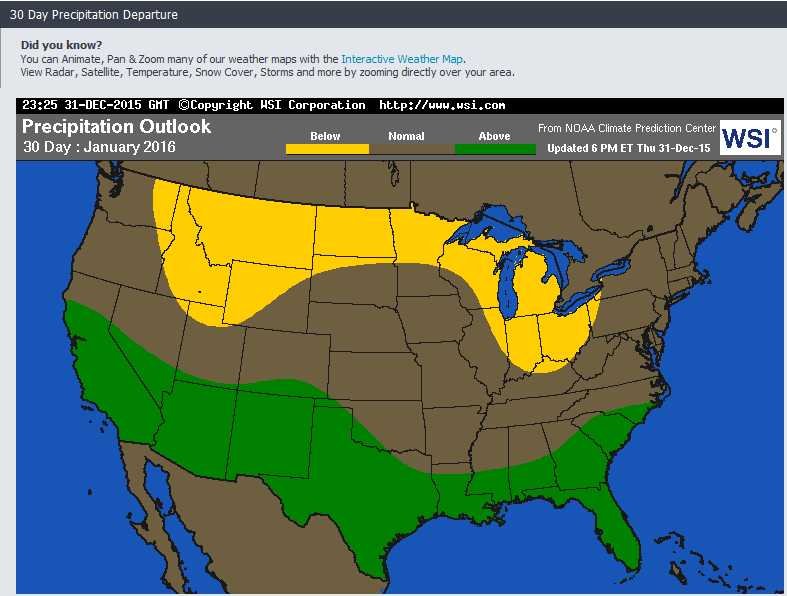 30 Day Precipitation Departure
Did you know?
You can Animate, Pan & Zoom many of our weather maps with the Interactive Weather Map.
View Radar, Satellite, Temperature, Snow Cover, Storms and more by zooming directly over your area.
23:25 31-DEC-2015 GMT ©Copyright WSI Corporation http://www.wsi.com
Precipitation Outlook
30 Day : January 2016
Below Normal Above
From NOAA Climate Prediction Center
Updated 6 PM ET Thu 31-Dec-15
WSI°